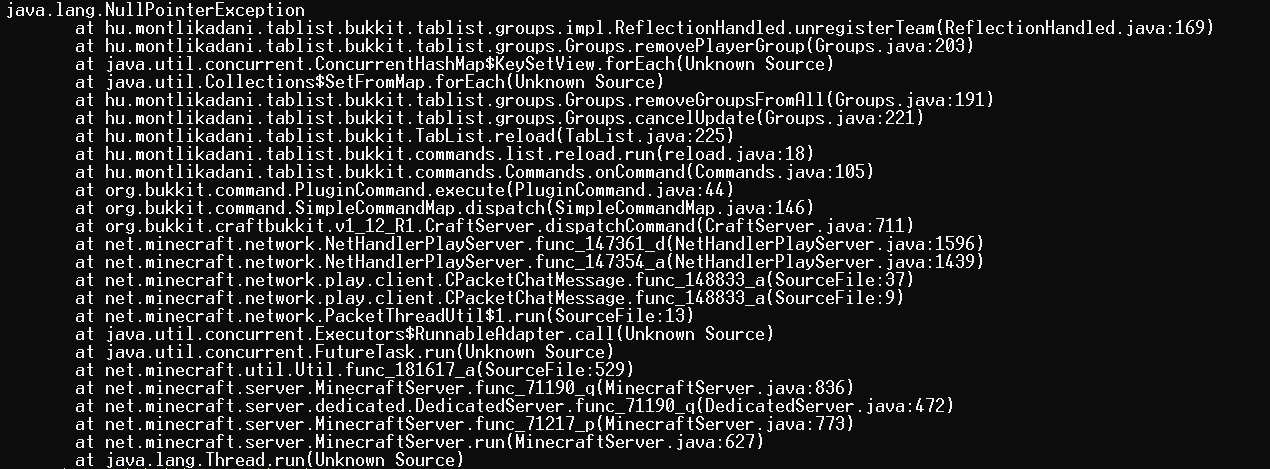 java.lang.NullPointerException
at hu.montlikadani.tablist.bukkit.tablist.groups.impl.ReflectionHandled.unregisterTeam(ReflectionHandled.java:169)
at hu.montlikadani.tablist.bukkit.tablist.groups.Groups.removePlayerGroup(Groups.java:203)
at java.util.concurrent.ConcurrentHashMap$KeySetView.forEach(Unknown Source)
at java.util.Collections$SetFromMap.forEach(Unknown Source)
at hu.montlikadani.tablist.bukkit.tablist.groups.Groups.removeGroupsFromAll(Groups.java:191)
at hu.montlikadani.tablist.bukkit.tablist.groups.Groups.cancelUpdate(Groups.java:221)
at hu.montlikadani.tablist.bukkit.TabList.reload(TabList.java:225)
at hu.montlikadani.tablist.bukkit.commands.list.reload.run(reload.java:18)
at hu.montlikadani.tablist.bukkit.commands.Commands.onCommand(Commands.java:105)
at org.bukkit.command.PluginCommand.execute(PluginCommand.java:44)
at org.bukkit.command.SimpleCommandMap.dispatch(SimpleCommandMap.java:146)
at org.bukkit.craftbukkit.v1_12_R1.CraftServer.dispatchCommand(CraftServer.java:711)
at net.minecraft.network.NetHandlerPlayServer.func_147361_d(NetHandlerPlayServer.java:1596)
at net.minecraft.network.NetHandlerPlayServer.func_147354_a(NetHandlerPlayServer.java:1439)
at net.minecraft.network.play.client.CPacketChatMessage.func_148833_a(SourceFile:37)
at net.minecraft.network.play.client.CPacketChatMessage.func_148833_a(SourceFile:9)
at net.minecraft.network.PacketThreadUtil$1.run(SourceFile:13)
at java.util.concurrent.Executors$RunnableAdapter.call(Unknown Source)
at java.util.concurrent.FutureTask.run(Unknown Source)
at net.minecraft.util.Util.func_181617_a(SourceFile:529)
at net.minecraft.server.MinecraftServer.func_71190_q(MinecraftServer.java:836)
at net.minecraft.server.dedicated.DedicatedServer.func_71190_q(DedicatedServer.java:472)
at net.minecraft.server.MinecraftServer.func_71217_p(MinecraftServer.java:773)
at net.minecraft.server.MinecraftServer.run(MinecraftServer.java:627)
at java.lang.Thread.run(Unknown Source)